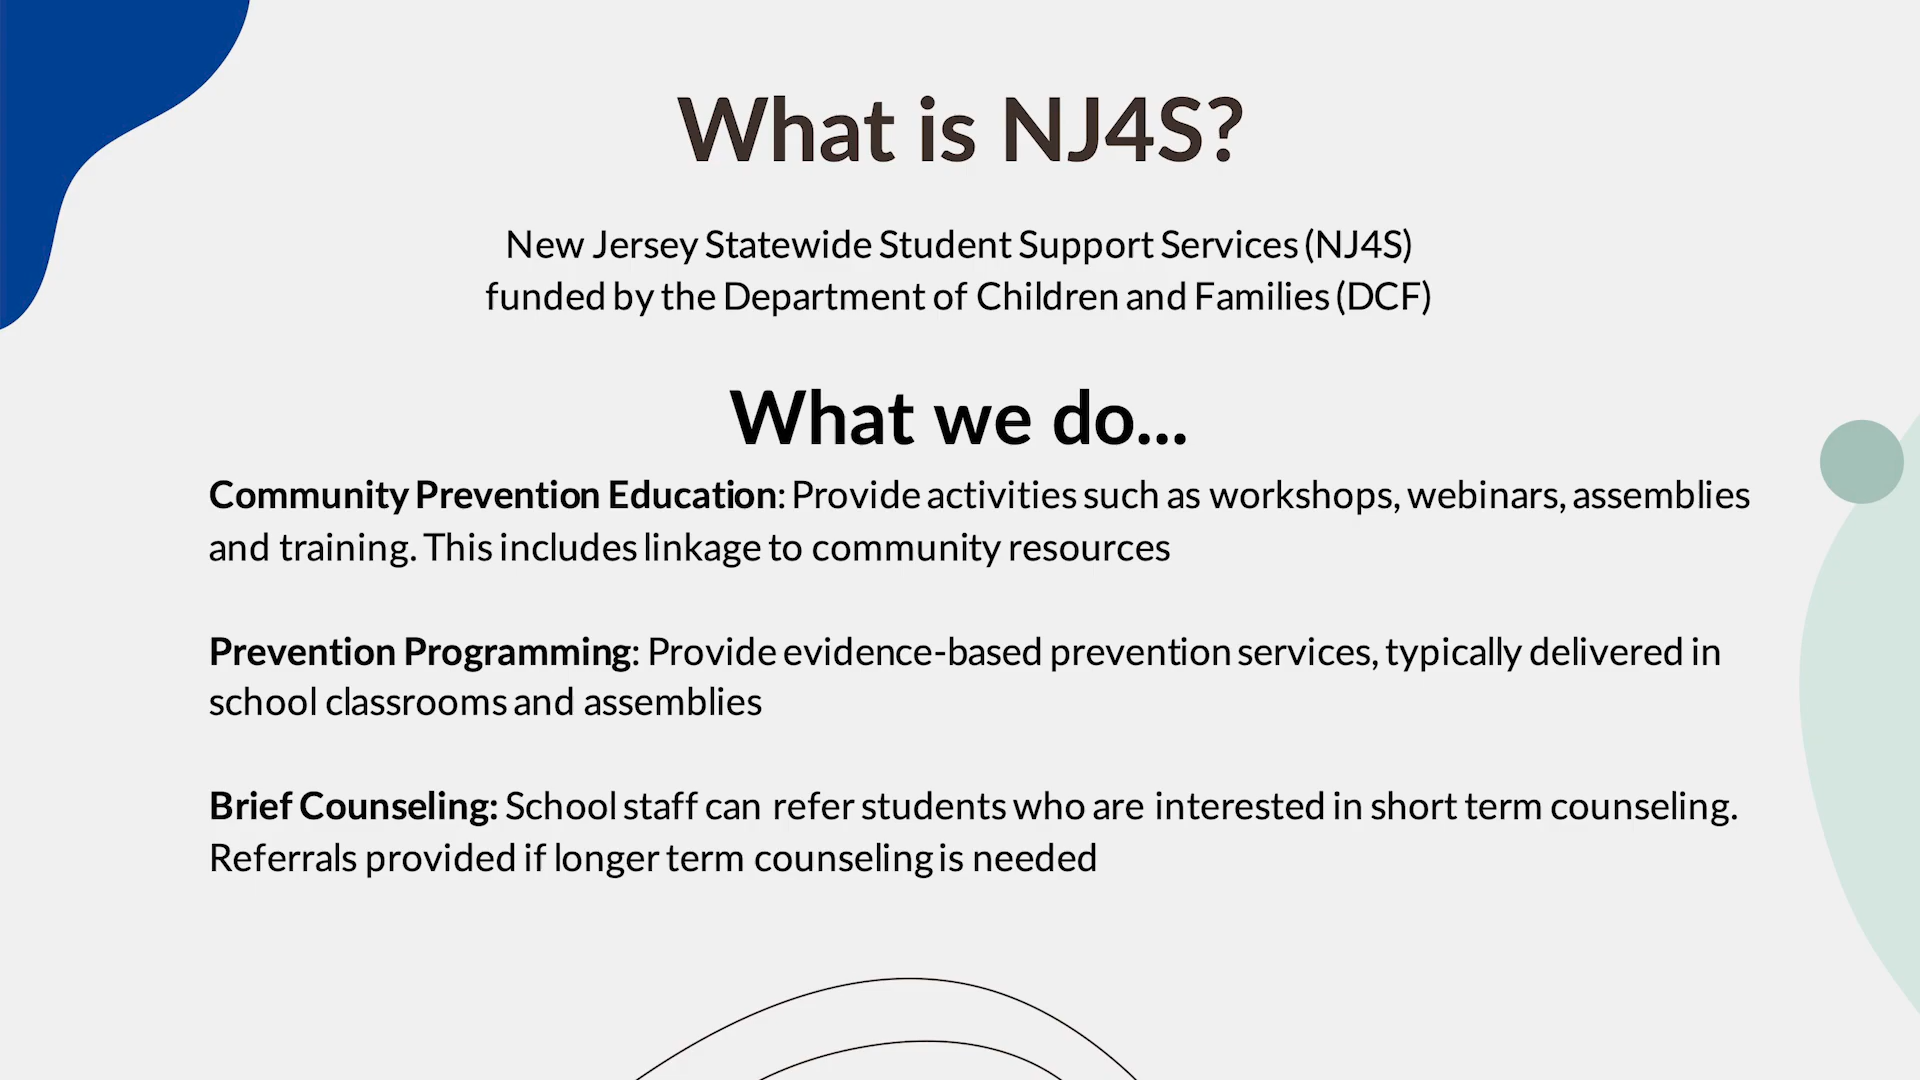 What is NJ4S?
New Jersey Statewide Student Support Services (NJ4S)
funded by the Department of Children and Families (DCF)
What we do...
Community Prevention Education: Provide activities such as workshops, webinars, assemblies
and training. This includes linkage to community resources
Prevention Programming: Provide evidence-based prevention services, typically delivered in
school classrooms and assemblies
Brief Counseling: School staff can refer students who are interested in short term counseling.
Referrals provided if longer term counseling is needed